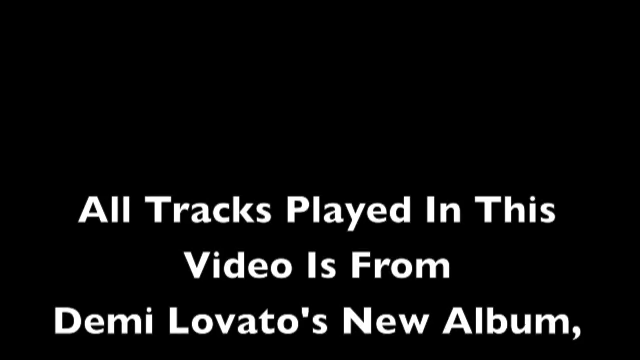 All Tracks Played In This
Video Is From
Demi Lovato's New Album,